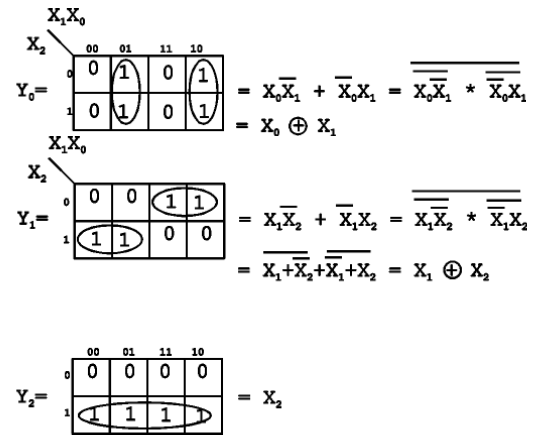 X₁X₀
X₂ 00 01 11 10
0 0 1 0 1
Y₀= = X₀X̅₁ + X̅₀X₁ = X₀X̅₁ * X̅₀X₁
1 0 1 0 1
= X₀ ⊕ X₁
X₁X₀
X₂
0 0 0 1 1
Y₁= = X₁X̅₂ + X̅₁X₂ = X₁X̅₂ * X̅₁X₂
1 1 1 0 0
= X₁+X̅₂+X̅₁+X₂ = X₁ ⊕ X₂
00 01 11 10
0 0 0 0 0
Y₂= = X₂
1 1 1 1 1